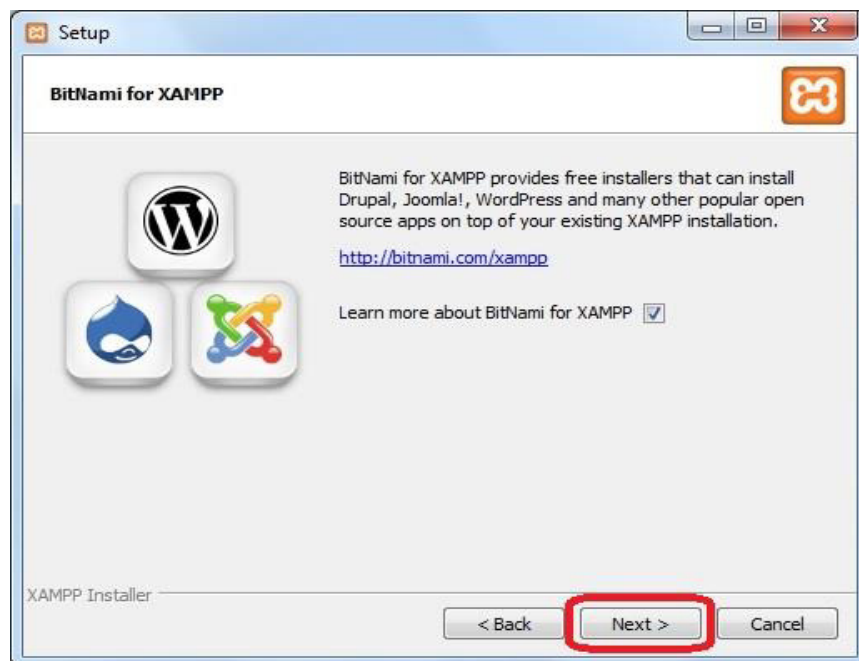 Setup
BitNami for XAMPP
BitNami for XAMPP provides free installers that can install
Drupal, Joomla!, WordPress and many other popular open
source apps on top of your existing XAMPP installation.
http://bitnami.com/xampp
Learn more about BitNami for XAMPP
XAMPP Installer
< Back Next > Cancel